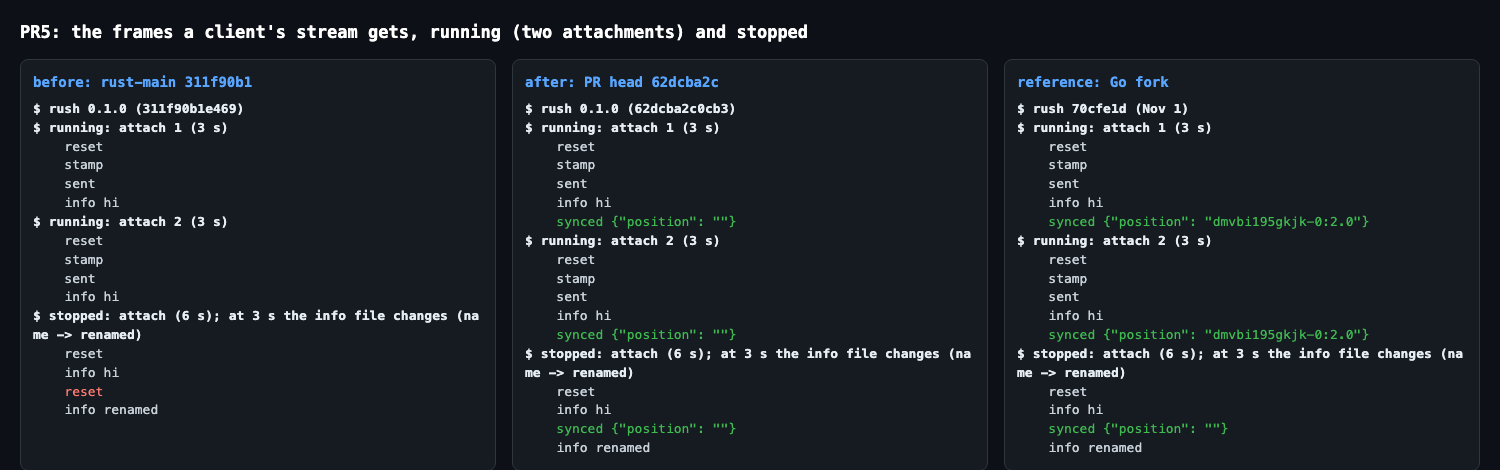 PR5: the frames a client's stream gets, running (two attachments) and stopped
before: rust-main 311f90b1
$ rush 0.1.0 (311f90b1e469)
$ running: attach 1 (3 s)
reset
stamp
sent
info hi
$ running: attach 2 (3 s)
reset
stamp
sent
info hi
$ stopped: attach (6 s); at 3 s the info file changes (na
me -> renamed)
reset
info hi
reset
info renamed
after: PR head 62dcba2c
$ rush 0.1.0 (62dcba2c0cb3)
$ running: attach 1 (3 s)
reset
stamp
sent
info hi
synced {"position": ""}
$ running: attach 2 (3 s)
reset
stamp
sent
info hi
synced {"position": ""}
$ stopped: attach (6 s); at 3 s the info file changes (na
me -> renamed)
reset
info hi
synced {"position": ""}
info renamed
reference: Go fork
$ rush 70cfe1d (Nov 1)
$ running: attach 1 (3 s)
reset
stamp
sent
info hi
synced {"position": "dmvbi195gkjk-0:2.0"}
$ running: attach 2 (3 s)
reset
stamp
sent
info hi
synced {"position": "dmvbi195gkjk-0:2.0"}
$ stopped: attach (6 s); at 3 s the info file changes (na
me -> renamed)
reset
info hi
synced {"position": ""}
info renamed